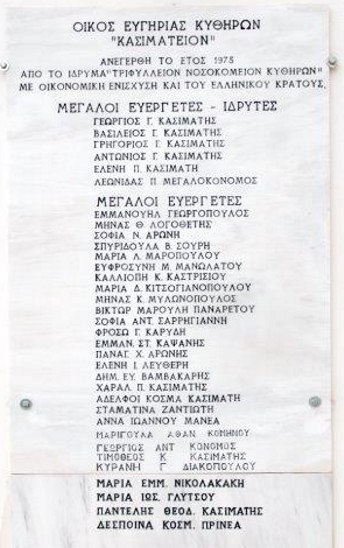 ΟΙΚΟΣ ΕΥΓΗΡΙΑΣ ΚΥΘΗΡΩΝ
"ΚΑΣΙΜΑΤΕΙΟΝ"
ΑΝΕΓΕΡΘΗ ΤΟ ΕΤΟΣ 1975
ΑΠΟ ΤΟ ΙΔΡΥΜΑ "ΤΡΙΦΥΛΛΕΙΟΝ ΝΟΣΟΚΟΜΕΙΟΝ ΚΥΘΗΡΩΝ"
ΜΕ ΟΙΚΟΝΟΜΙΚΗ ΕΝΙΣΧΥΣΗ ΚΑΙ ΤΟΥ ΕΛΛΗΝΙΚΟΥ ΚΡΑΤΟΥΣ.
ΜΕΓΑΛΟΙ ΕΥΕΡΓΕΤΕΣ - ΙΔΡΥΤΕΣ
ΓΕΩΡΓΙΟΣ Γ. ΚΑΣΙΜΑΤΗΣ
ΒΑΣΙΛΕΙΟΣ Γ. ΚΑΣΙΜΑΤΗΣ
ΓΡΗΓΟΡΙΟΣ Γ. ΚΑΣΙΜΑΤΗΣ
ΑΝΤΩΝΙΟΣ Γ. ΚΑΣΙΜΑΤΗΣ
ΕΛΕΝΗ Π. ΚΑΣΙΜΑΤΗ
ΛΕΩΝΙΔΑΣ Π ΜΕΓΑΛΟΚΟΝΟΜΟΣ
ΜΕΓΑΛΟΙ ΕΥΕΡΓΕΤΕΣ
ΕΜΜΑΝΟΥΗΛ ΓΕΩΡΓΟΠΟΥΛΟΣ
ΜΗΝΑΣ Θ. ΛΟΓΟΘΕΤΗΣ
ΣΟΦΙΑ Ν. ΑΡΩΝΗ
ΣΠΥΡΙΔΟΥΛΑ Β. ΣΟΥΡΗ
ΜΑΡΙΑ Λ. ΜΑΡΟΠΟΥΛΟΥ
ΕΥΦΡΟΣΥΝΗ Μ. ΜΑΝΩΛΑΤΟΥ
ΚΑΛΛΙΟΠΗ Κ. ΚΑΣΤΡΙΣΙΟΥ
ΜΑΡΙΑ Δ. ΚΙΤΣΟΓΙΑΝΟΠΟΥΛΟΥ
ΜΗΝΑΣ Κ. ΜΥΛΩΝΟΠΟΥΛΟΣ
ΒΙΚΤΩΡ ΜΑΡΟΥΛΗ ΠΑΝΑΡΕΤΟΥ
ΣΟΦΙΑ ΑΝΤ. ΣΑΡΡΗΓΙΑΝΝΗ
ΦΡΟΣΩ Γ. ΚΑΡΥΔΗ
ΕΜΜΑΝ. ΣΤ. ΚΑΨΑΝΗΣ
ΠΑΝΑΓ. Χ. ΑΡΩΝΗΣ
ΕΛΕΝΗ Ι. ΛΕΥΘΕΡΗ
ΔΗΜ. ΕΥ. ΒΑΜΒΑΚΑΡΗΣ
ΧΑΡΑΛ. Π. ΚΑΣΙΜΑΤΗΣ
ΑΔΕΛΦΟΙ ΚΟΣΜΑ ΚΑΣΙΜΑΤΗ
ΣΤΑΜΑΤΙΝΑ ΖΑΝΤΙΩΤΗ
ΑΝΝΑ ΙΩΑΝΝΟΥ ΜΑΝΕΑ
ΜΑΡΙΓΟΥΛΑ ΑΘΑΝ ΚΟΜΗΝΟΥ
ΓΕΩΡΓΙΟΣ ΑΝΤ ΚΟΝΟΜΟΣ
ΤΙΜΟΘΕΟΣ Κ ΚΑΣΙΜΑΤΗΣ
ΚΥΡΑΝΗ Γ ΔΙΑΚΟΠΟΥΛΟΥ
ΜΑΡΙΑ ΕΜΜ. ΝΙΚΟΛΑΚΑΚΗ
ΜΑΡΙΑ ΙΩΣ. ΓΛΥΤΣΟΥ
ΠΑΝΤΕΛΗΣ ΘΕΟΔ. ΚΑΣΙΜΑΤΗΣ
ΔΕΣΠΟΙΝΑ ΚΟΣΜ. ΠΡΙΝΕΑ